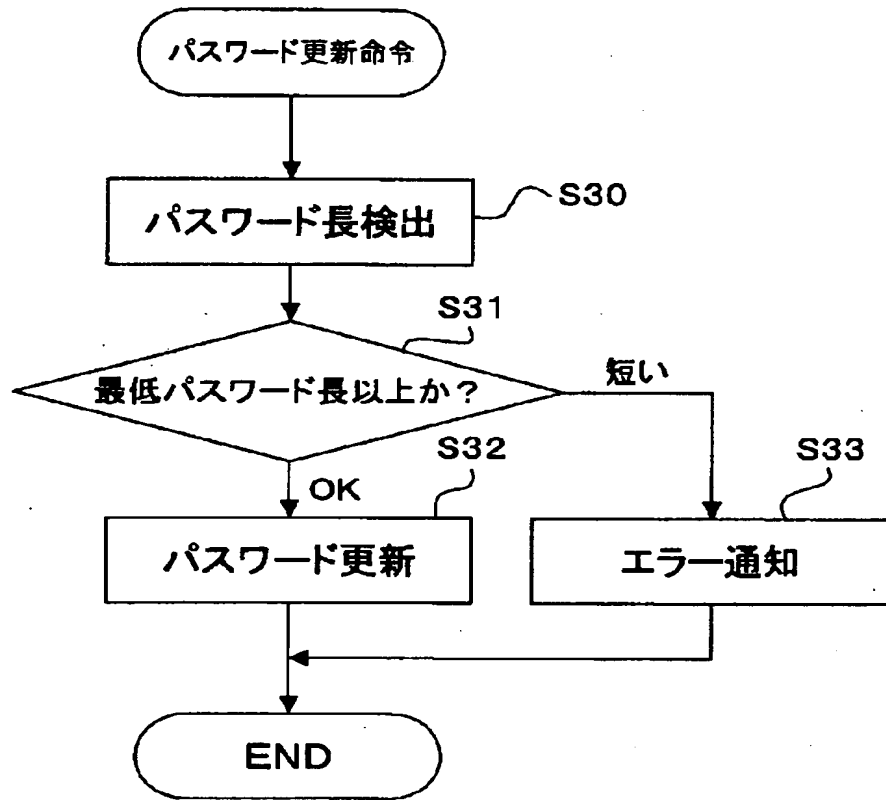 パスワード更新命令
パスワード長検出
S30
S31
最低パスワード長以上か？
短い
OK
S32
S33
パスワード更新
エラー通知
END